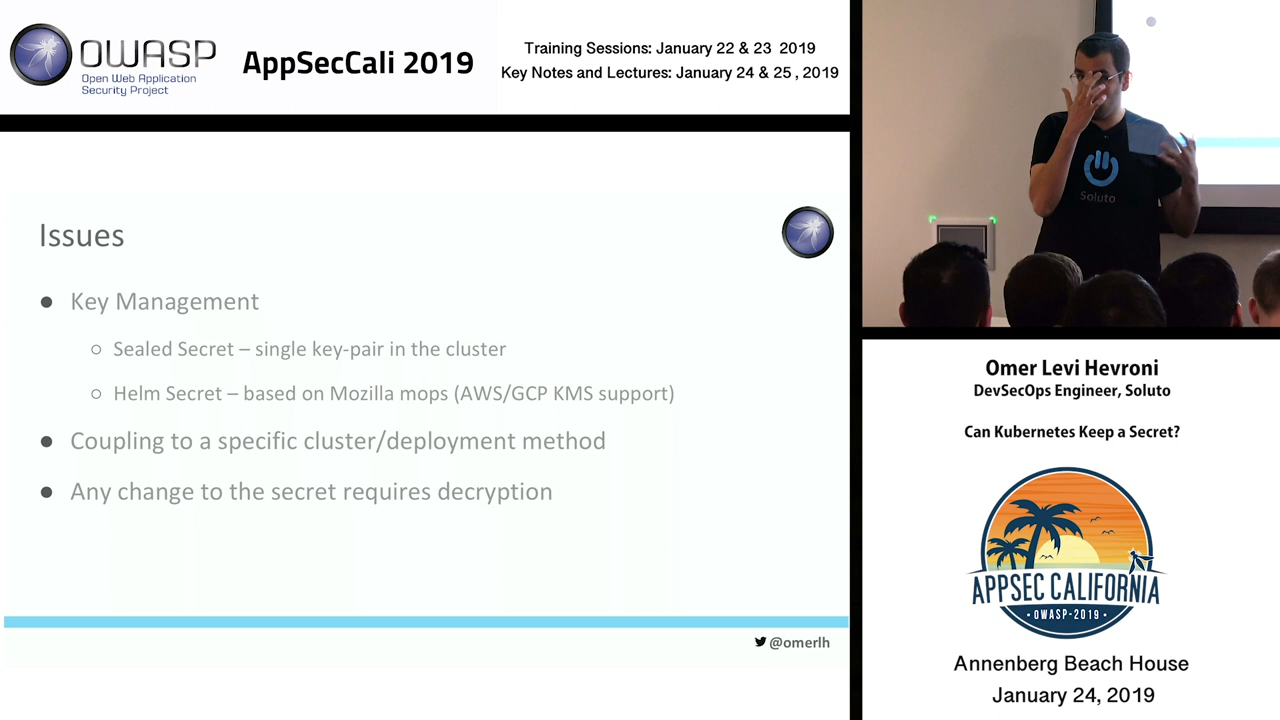 OWASP
Open Web Application
Security Project
AppSecCali 2019
Training Sessions: January 22 & 23 2019
Key Notes and Lectures: January 24 & 25 , 2019
Issues
● Key Management
○ Sealed Secret – single key-pair in the cluster
○ Helm Secret – based on Mozilla mops (AWS/GCP KMS support)
● Coupling to a specific cluster/deployment method
● Any change to the secret requires decryption
@omerlh
Soluto
Omer Levi Hevroni
DevSecOps Engineer, Soluto
Can Kubernetes Keep a Secret?
APPSEC CALIFORNIA
• OWASP-2019 •
Annenberg Beach House
January 24, 2019